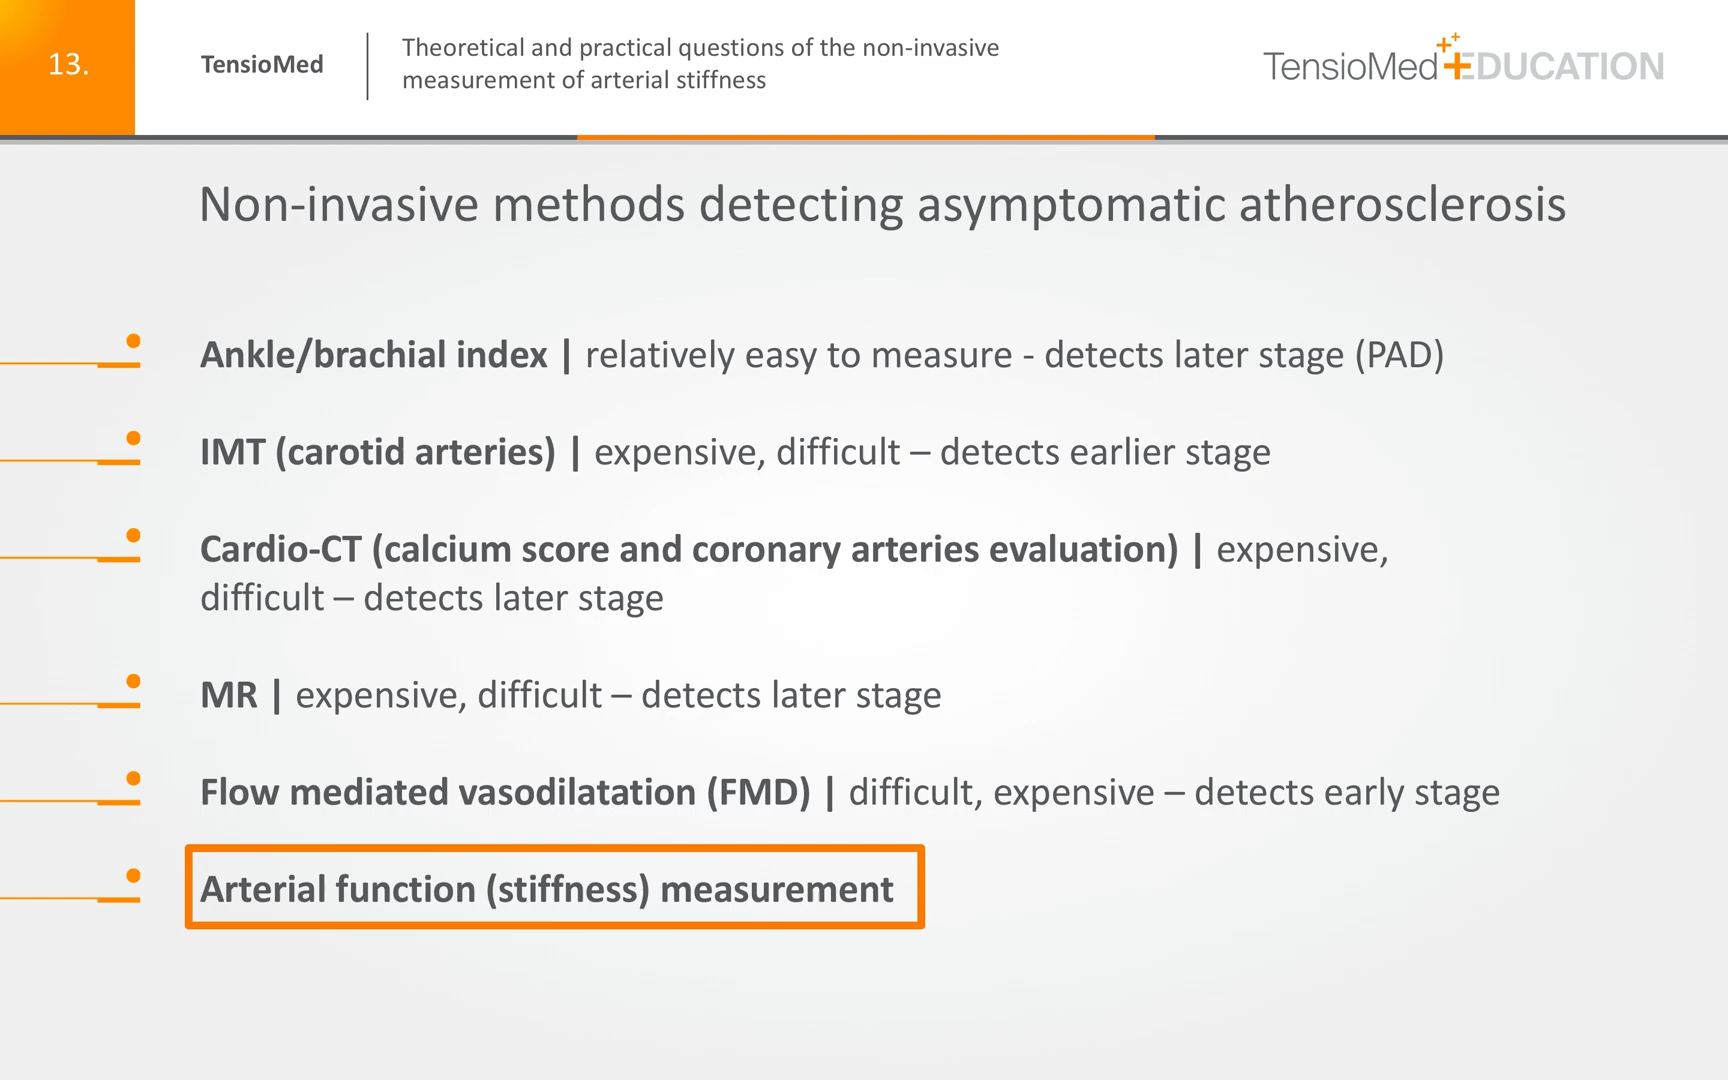 13.
TensioMed
Theoretical and practical questions of the non-invasive
measurement of arterial stiffness
TensioMed EDUCATION
Non-invasive methods detecting asymptomatic atherosclerosis
Ankle/brachial index | relatively easy to measure - detects later stage (PAD)
IMT (carotid arteries) | expensive, difficult – detects earlier stage
Cardio-CT (calcium score and coronary arteries evaluation) | expensive,
difficult – detects later stage
MR | expensive, difficult – detects later stage
Flow mediated vasodilatation (FMD) | difficult, expensive – detects early stage
Arterial function (stiffness) measurement